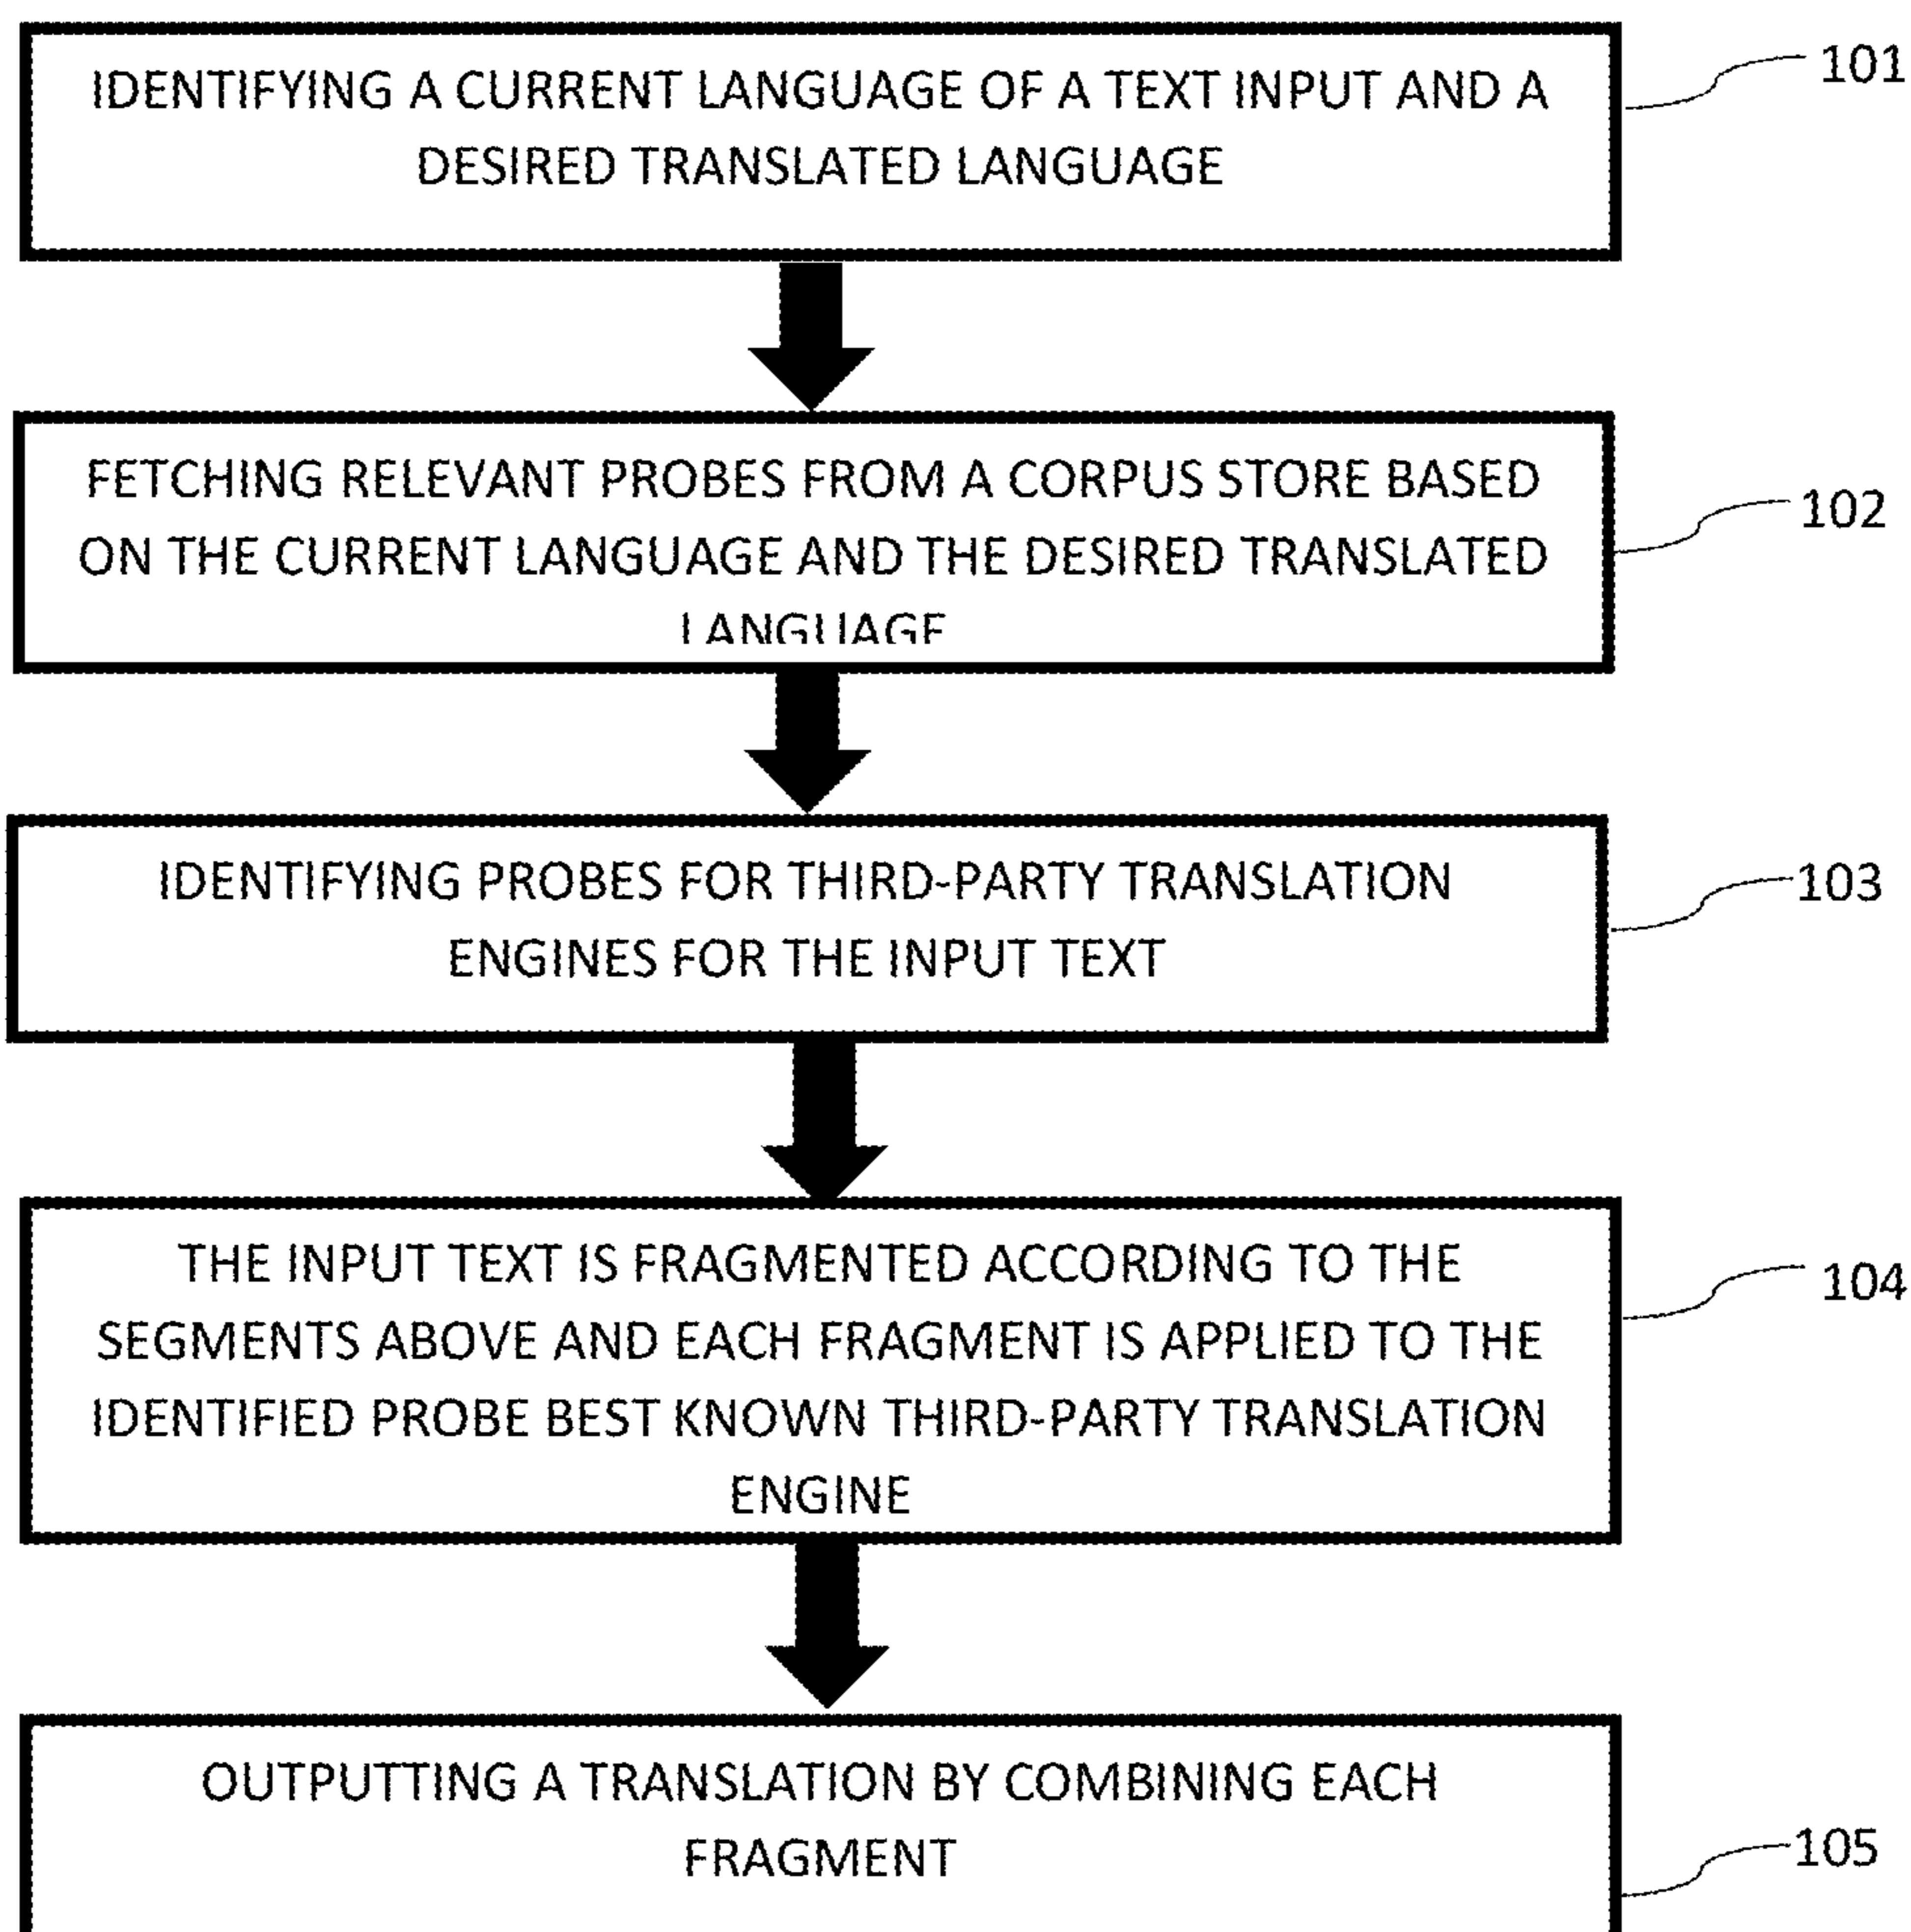 IDENTIFYING A CURRENT LANGUAGE OF A TEXT INPUT AND A
DESIRED TRANSLATED LANGUAGE
101
FETCHING RELEVANT PROBES FROM A CORPUS STORE BASED
ON THE CURRENT LANGUAGE AND THE DESIRED TRANSLATED
LANGUAGE
102
IDENTIFYING PROBES FOR THIRD-PARTY TRANSLATION
ENGINES FOR THE INPUT TEXT
103
THE INPUT TEXT IS FRAGMENTED ACCORDING TO THE
SEGMENTS ABOVE AND EACH FRAGMENT IS APPLIED TO THE
IDENTIFIED PROBE BEST KNOWN THIRD-PARTY TRANSLATION
ENGINE
104
OUTPUTTING A TRANSLATION BY COMBINING EACH
FRAGMENT
105